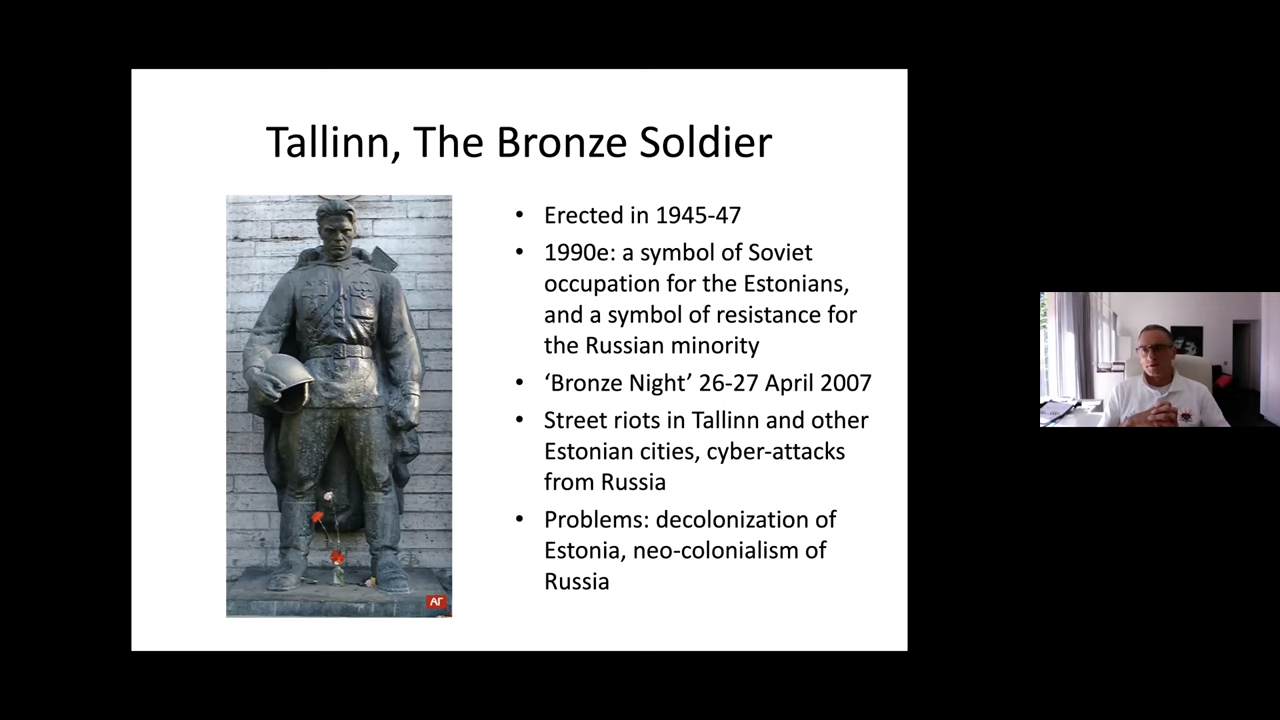 Tallinn, The Bronze Soldier
• Erected in 1945-47
• 1990e: a symbol of Soviet
occupation for the Estonians,
and a symbol of resistance for
the Russian minority
• ‘Bronze Night’ 26-27 April 2007
• Street riots in Tallinn and other
Estonian cities, cyber-attacks
from Russia
• Problems: decolonization of
Estonia, neo-colonialism of
Russia
АГ